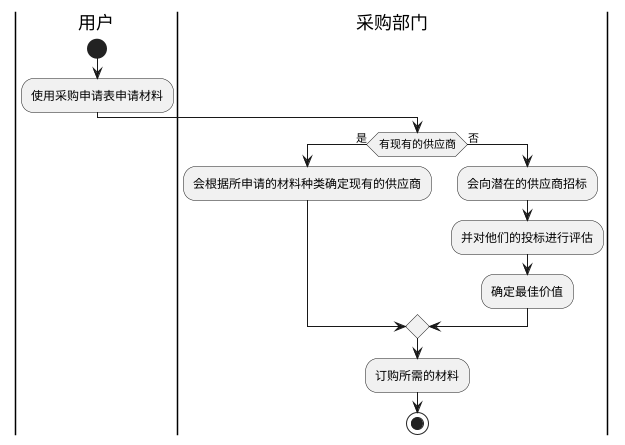 用户
采购部门
使用采购申请表申请材料
有现有的供应商
是
否
会根据所申请的材料种类确定现有的供应商
会向潜在的供应商招标
并对他们的投标进行评估
确定最佳价值
订购所需的材料